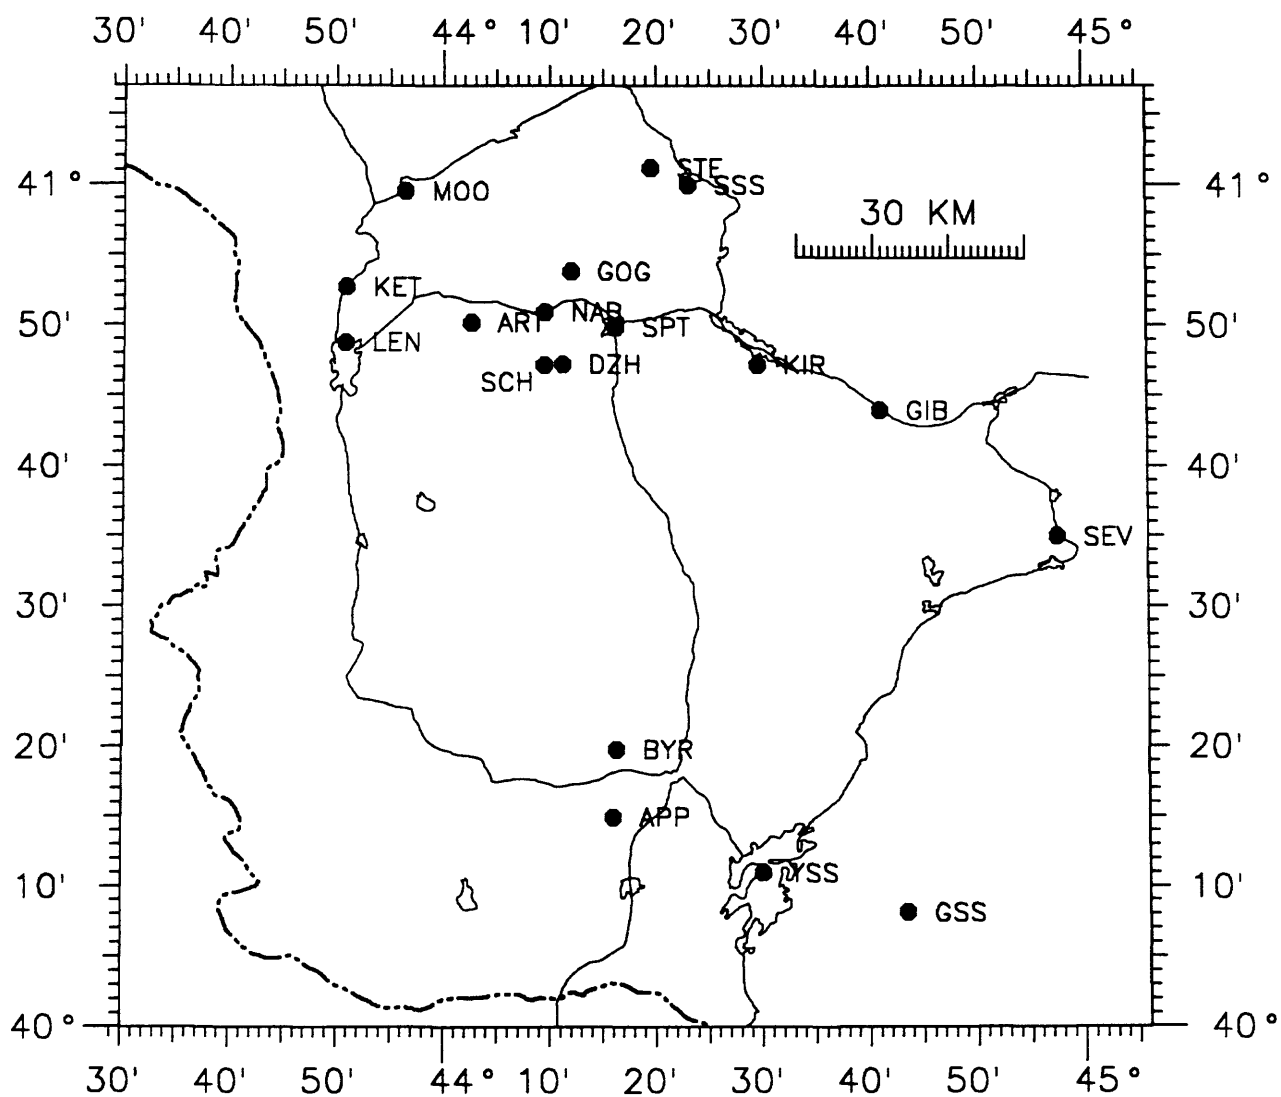 30' 40' 50' 44° 10' 20' 30' 40' 50' 45°
STE
41° MOO SSS 41°
30 KM
KET GOG
NAB
50' ART SPT 50'
LEN DZH KIR
SCH
GIB
40' 40'
SEV
30' 30'
20' BYR 20'
APP
YSS
10' 10'
GSS
40° 40°
30' 40' 50' 44° 10' 20' 30' 40' 50' 45°